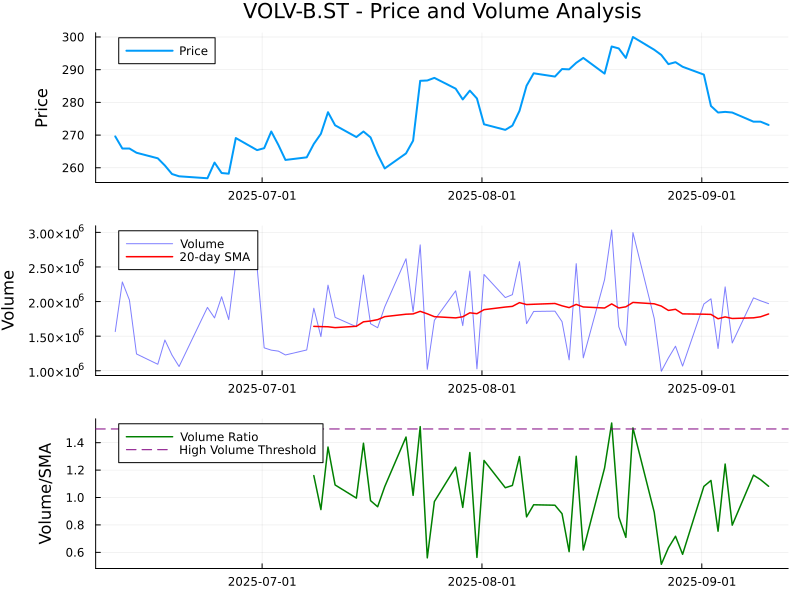 VOLV-B.ST - Price and Volume Analysis
Price
300
290
280
270
260
Price
2025-07-01
2025-08-01
2025-09-01
Volume
3.00×10⁶
2.50×10⁶
2.00×10⁶
1.50×10⁶
1.00×10⁶
Volume
20-day SMA
2025-07-01
2025-08-01
2025-09-01
Volume/SMA
1.4
1.2
1.0
0.8
0.6
Volume Ratio
High Volume Threshold
2025-07-01
2025-08-01
2025-09-01